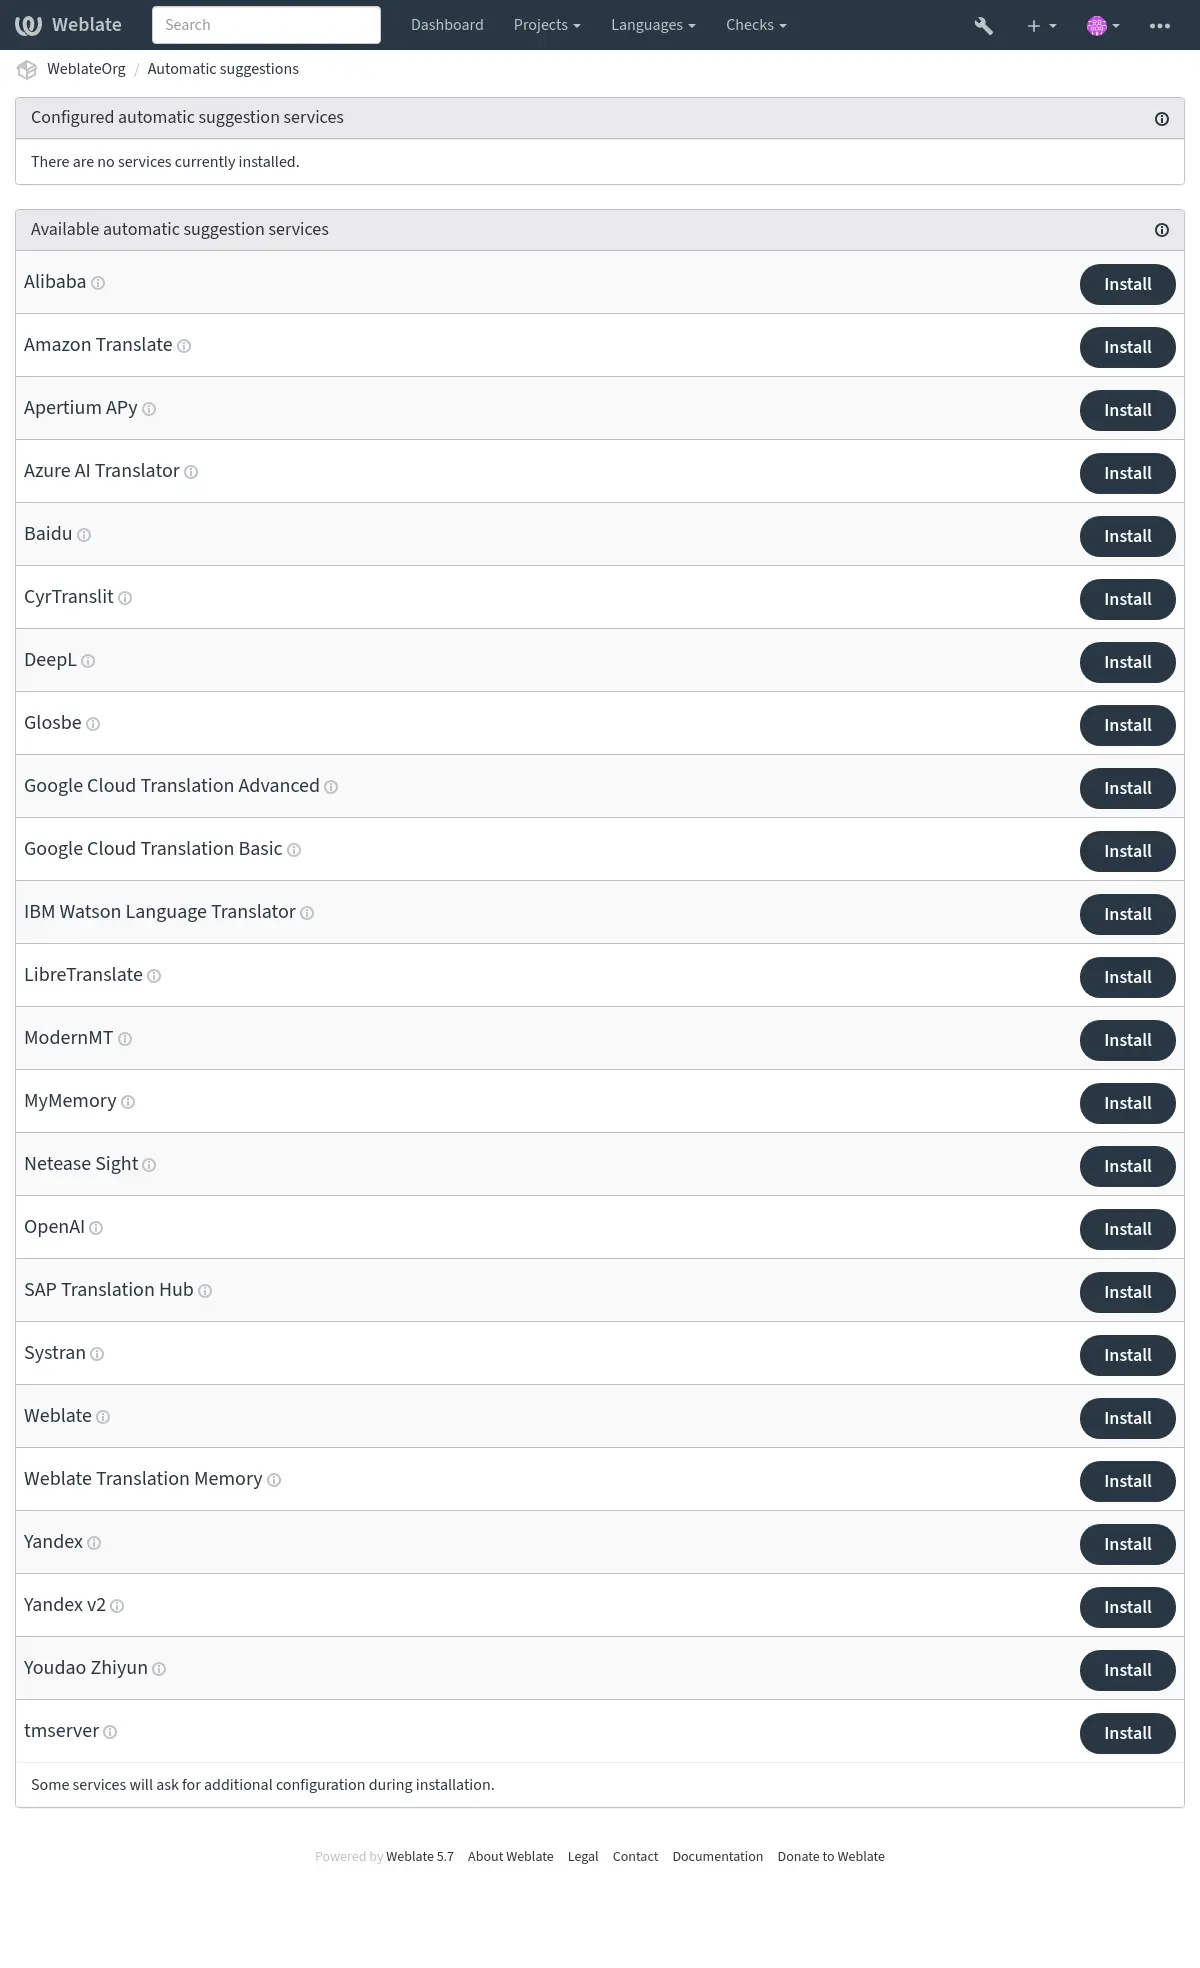 Weblate Search Dashboard Projects Languages Checks
WeblateOrg / Automatic suggestions
Configured automatic suggestion services
There are no services currently installed.
Available automatic suggestion services
Alibaba Install
Amazon Translate Install
Apertium APy Install
Azure AI Translator Install
Baidu Install
CyrTranslit Install
DeepL Install
Glosbe Install
Google Cloud Translation Advanced Install
Google Cloud Translation Basic Install
IBM Watson Language Translator Install
LibreTranslate Install
ModernMT Install
MyMemory Install
Netease Sight Install
OpenAI Install
SAP Translation Hub Install
Systran Install
Weblate Install
Weblate Translation Memory Install
Yandex Install
Yandex v2 Install
Youdao Zhiyun Install
tmserver Install
Some services will ask for additional configuration during installation.
Powered by Weblate 5.7 About Weblate Legal Contact Documentation Donate to Weblate